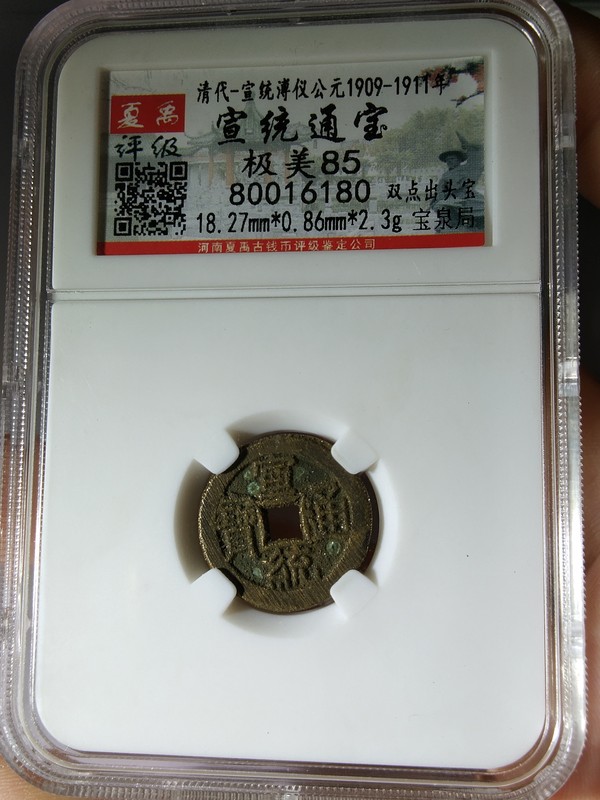 清代-宣统溥仪公元1909-1911年
夏禹
评级
宣统通宝
极美85
80016180 双点出头宝
18.27mm*0.86mm*2.3g 宝泉局
河南夏禹古钱币评级鉴定公司
宣
寶 通
統